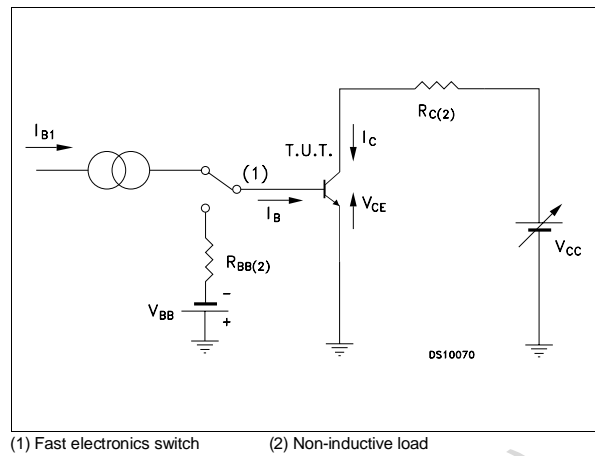 I_B1
(1)
T.U.T.
I_C
R_C(2)
I_B
V_CE
V_CC
R_BB(2)
V_BB
-
+
DS10070
(1) Fast electronics switch (2) Non-inductive load